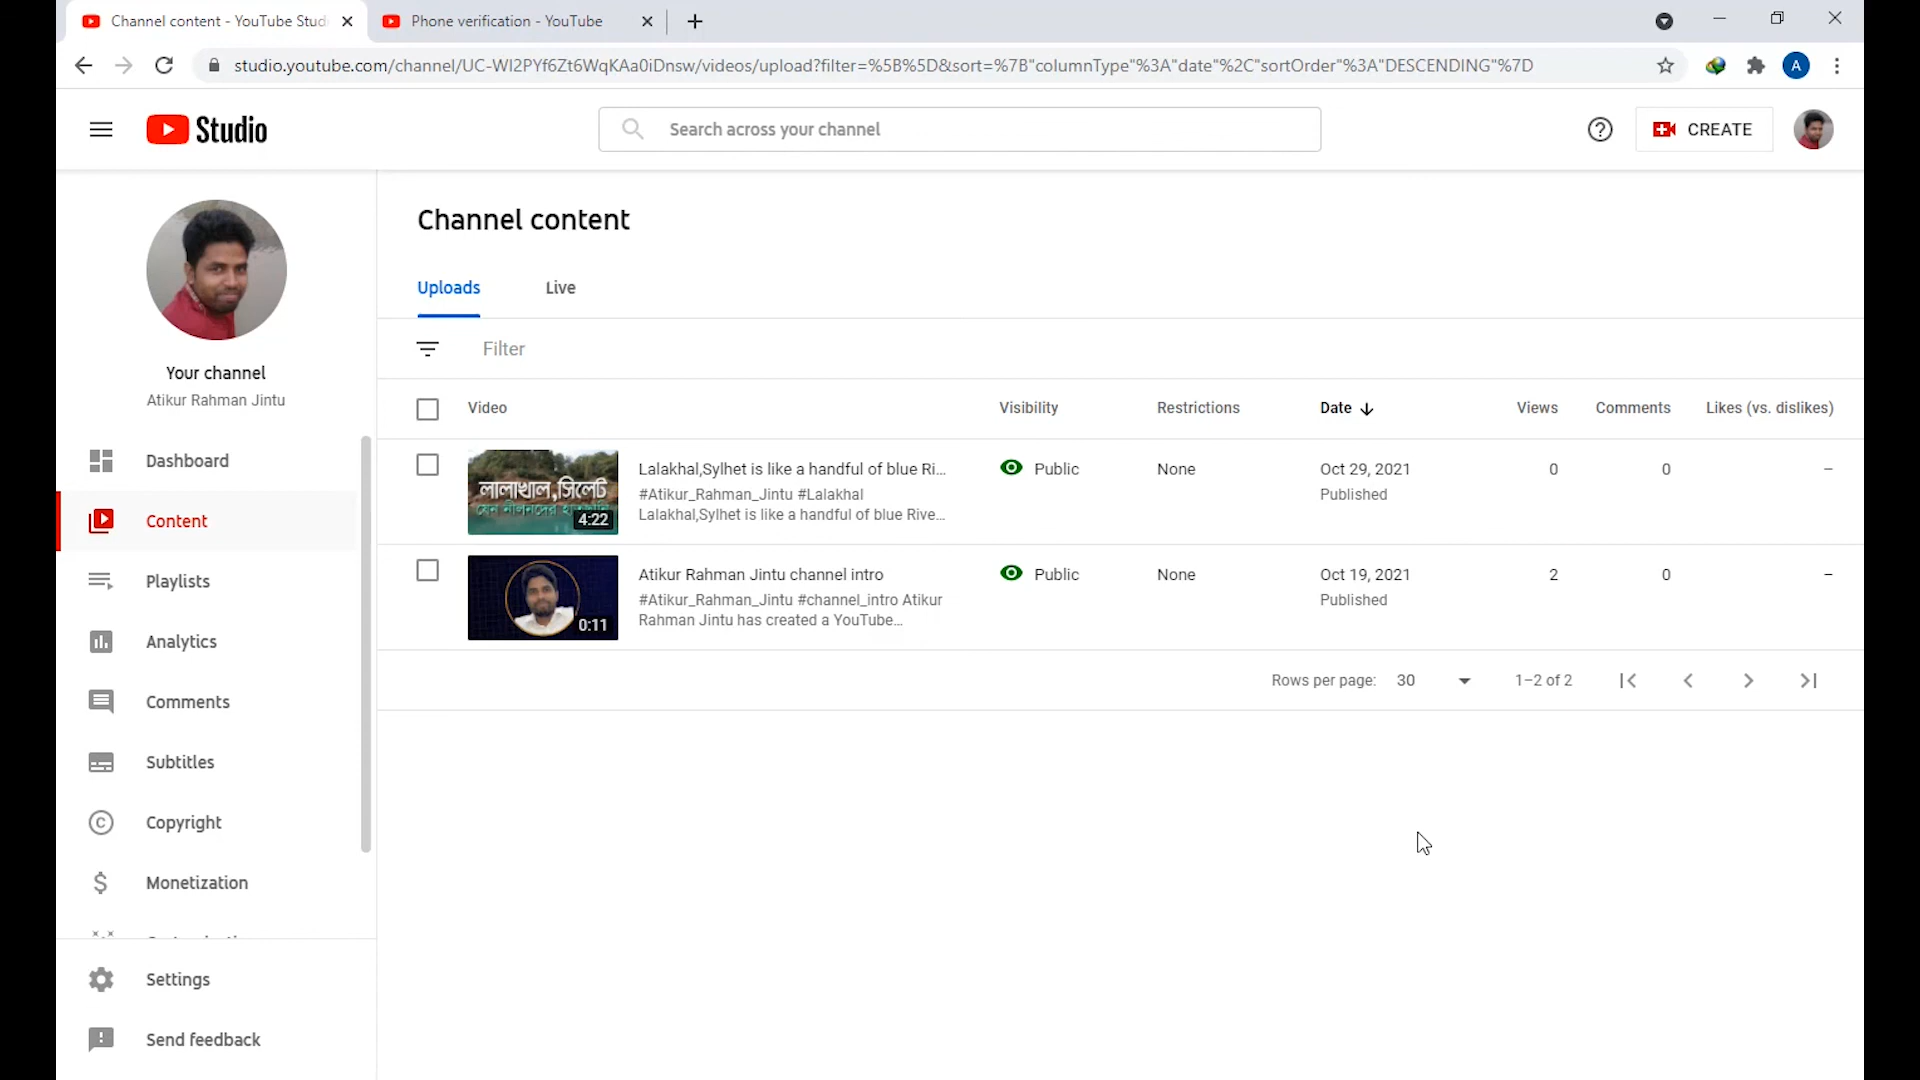 Channel content - YouTube Stud
Phone verification - YouTube
studio.youtube.com/channel/UC-WI2PYf6Zt6WqKAa0iDnsw/videos/upload?filter=%5B%5D&sort=%7B"columnType"%3A"date"%2C"sortOrder"%3A"DESCENDING"%7D
A
Studio
Search across your channel
CREATE
Your channel
Atikur Rahman Jintu
Dashboard
Content
Playlists
Analytics
Comments
Subtitles
Copyright
Monetization
Settings
Send feedback
Channel content
Uploads Live
Filter
Video Visibility Restrictions Date Views Comments Likes (vs. dislikes)
লালাখাল,সিলেট
যেন নীলনদের
4:22
Lalakhal,Sylhet is like a handful of blue Ri...
#Atikur_Rahman_Jintu #Lalakhal
Lalakhal,Sylhet is like a handful of blue Rive...
Public None Oct 29, 2021 0 0 –
Published
0:11
Atikur Rahman Jintu channel intro
#Atikur_Rahman_Jintu #channel_intro Atikur
Rahman Jintu has created a YouTube...
Public None Oct 19, 2021 2 0 –
Published
Rows per page: 30 1–2 of 2